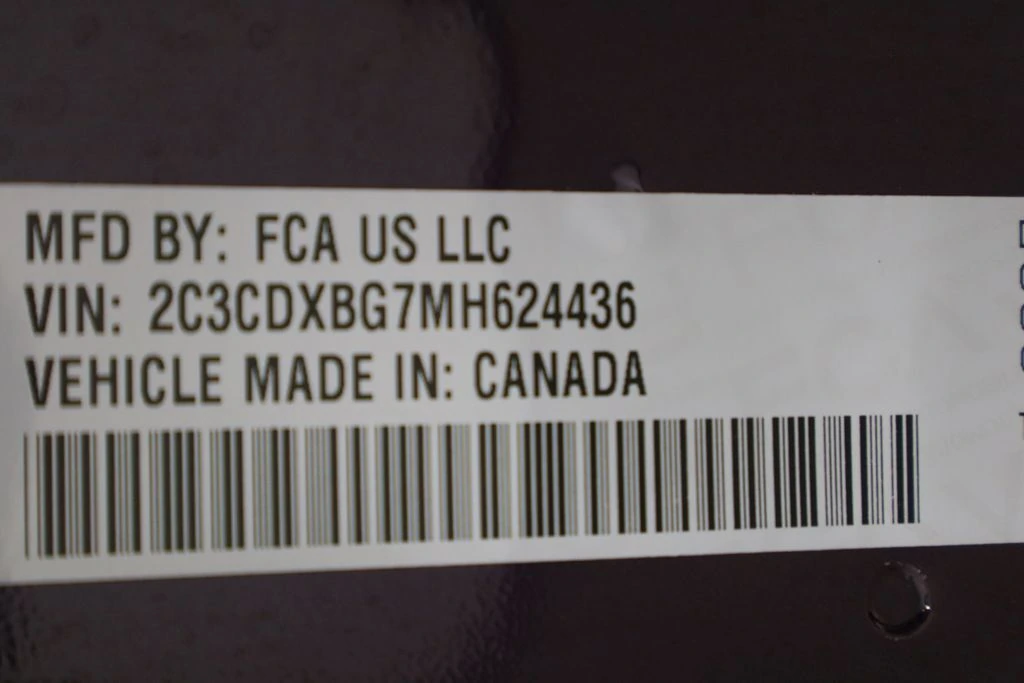 MFD BY: FCA US LLC
VIN: 2C3CDXBG7MH624436
VEHICLE MADE IN: CANADA